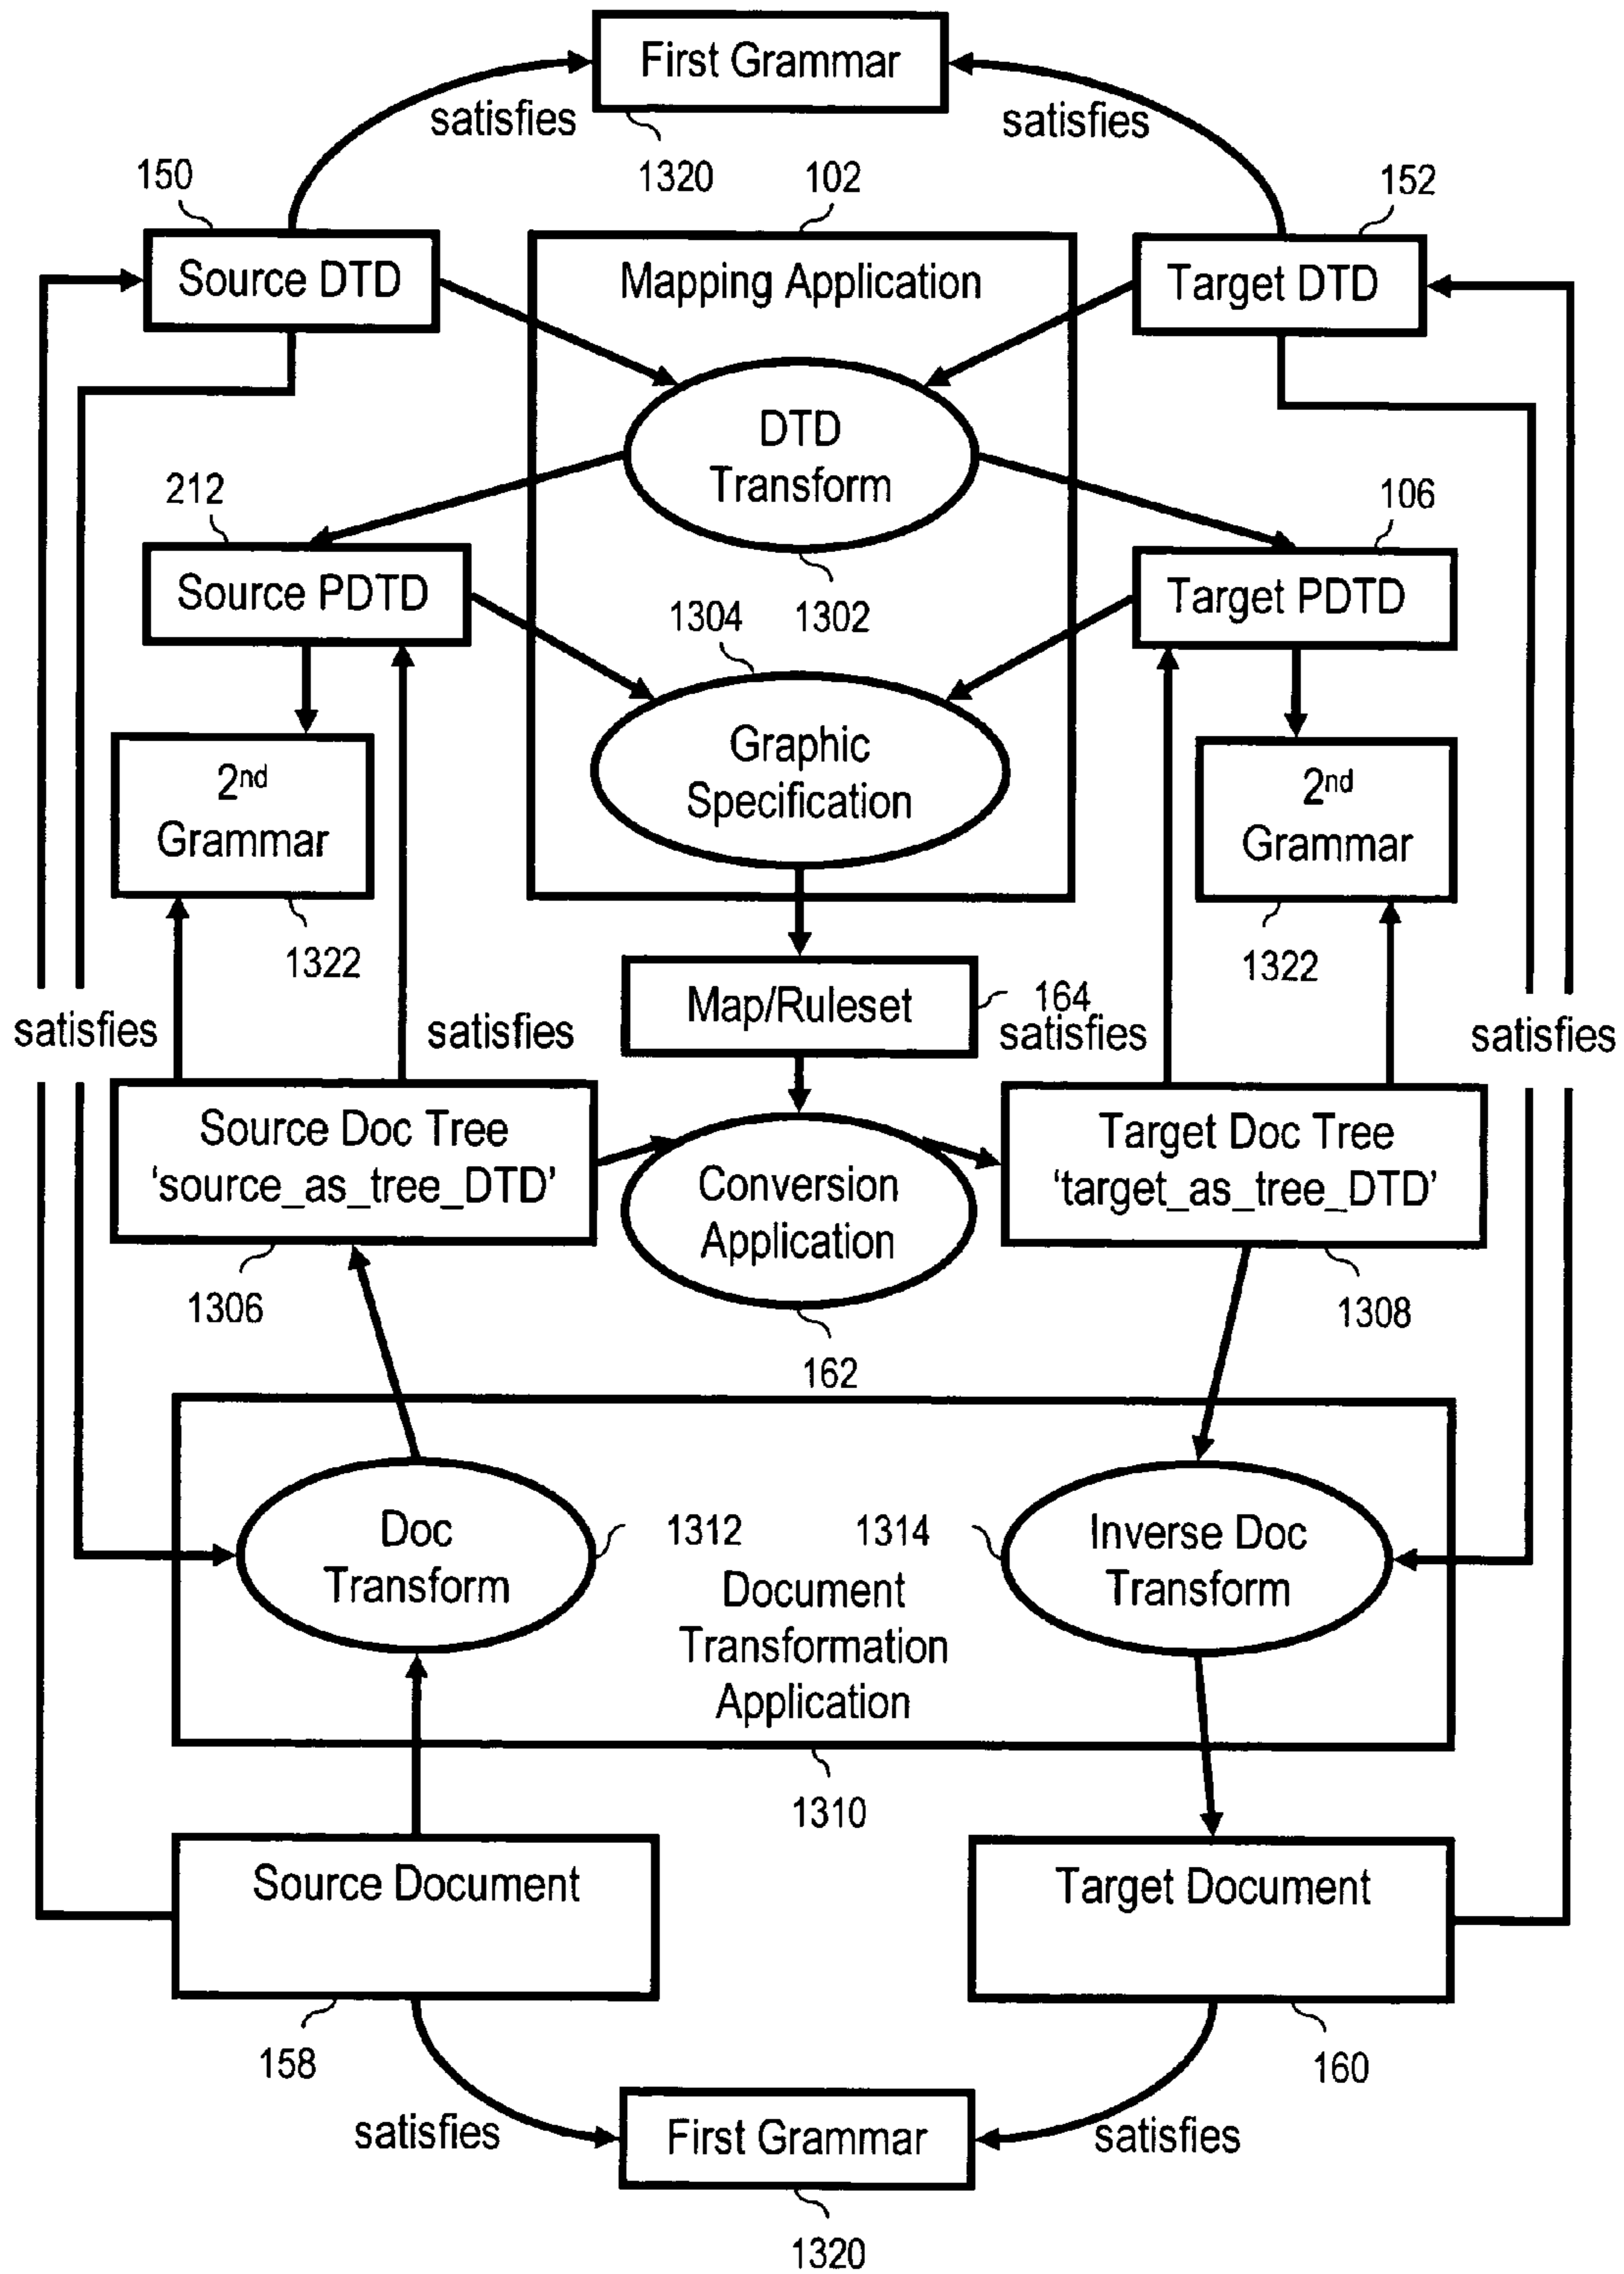 First Grammar
satisfies
satisfies
1320
150
102
152
Source DTD
Mapping Application
Target DTD
DTD
Transform
212
106
Source PDTD
Target PDTD
1304
1302
2nd
Grammar
Graphic
Specification
2nd
Grammar
1322
1322
Map/Ruleset
164
satisfies
satisfies
satisfies
satisfies
Source Doc Tree
'source_as_tree_DTD'
Conversion
Application
Target Doc Tree
'target_as_tree_DTD'
1306
1308
162
Doc
Transform
1312
1314
Inverse Doc
Transform
Document
Transformation
Application
1310
Source Document
Target Document
158
160
satisfies
First Grammar
satisfies
1320